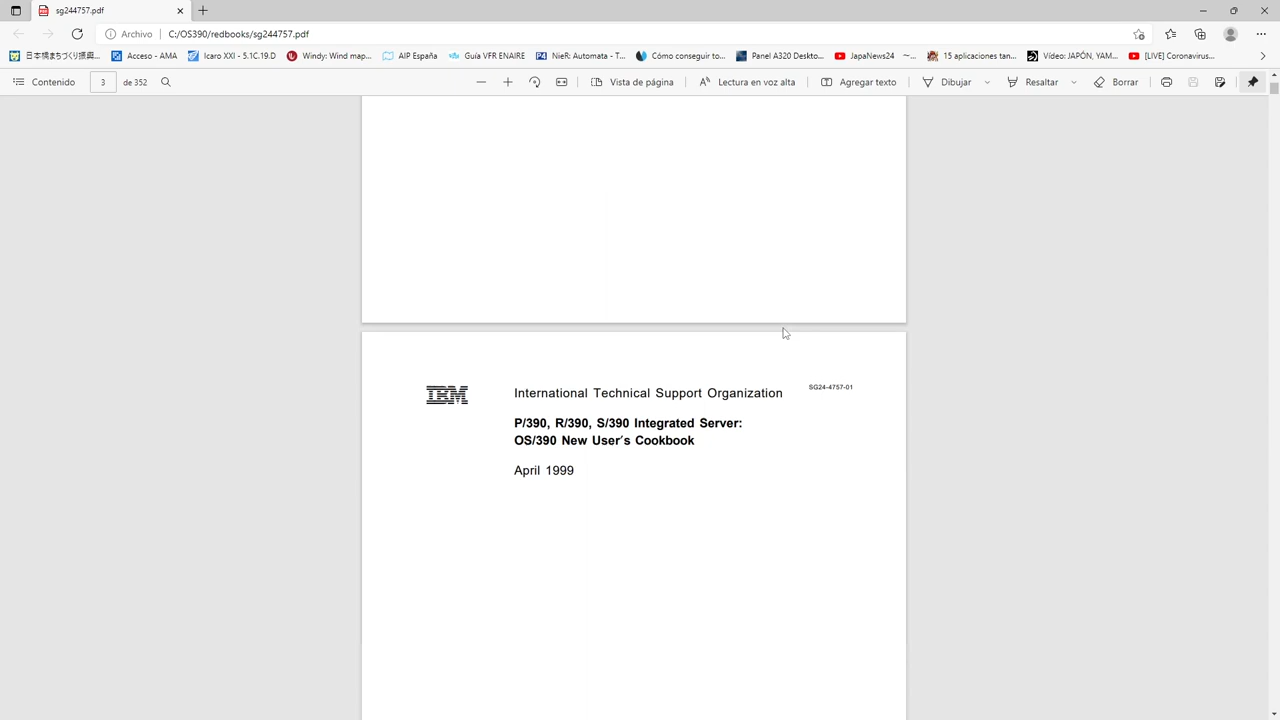 sg244757.pdf
Archivo
C:/OS390/redbooks/sg244757.pdf
日本橋まちづくり振興...
Acceso - AMA
Icaro XXI - 5.1C.19.D
Windy: Wind map...
AIP España
Guía VFR ENAIRE
NieR: Automata - T...
Cómo conseguir to...
Panel A320 Deskto...
JapaNews24 ～...
15 aplicaciones tan...
Vídeo: JAPÓN, YAM...
[LIVE] Coronavirus...
Contenido
3
de 352
Vista de página
Lectura en voz alta
Agregar texto
Dibujar
Resaltar
Borrar
IBM
International Technical Support Organization
SG24-4757-01
P/390, R/390, S/390 Integrated Server:
OS/390 New User´s Cookbook
April 1999